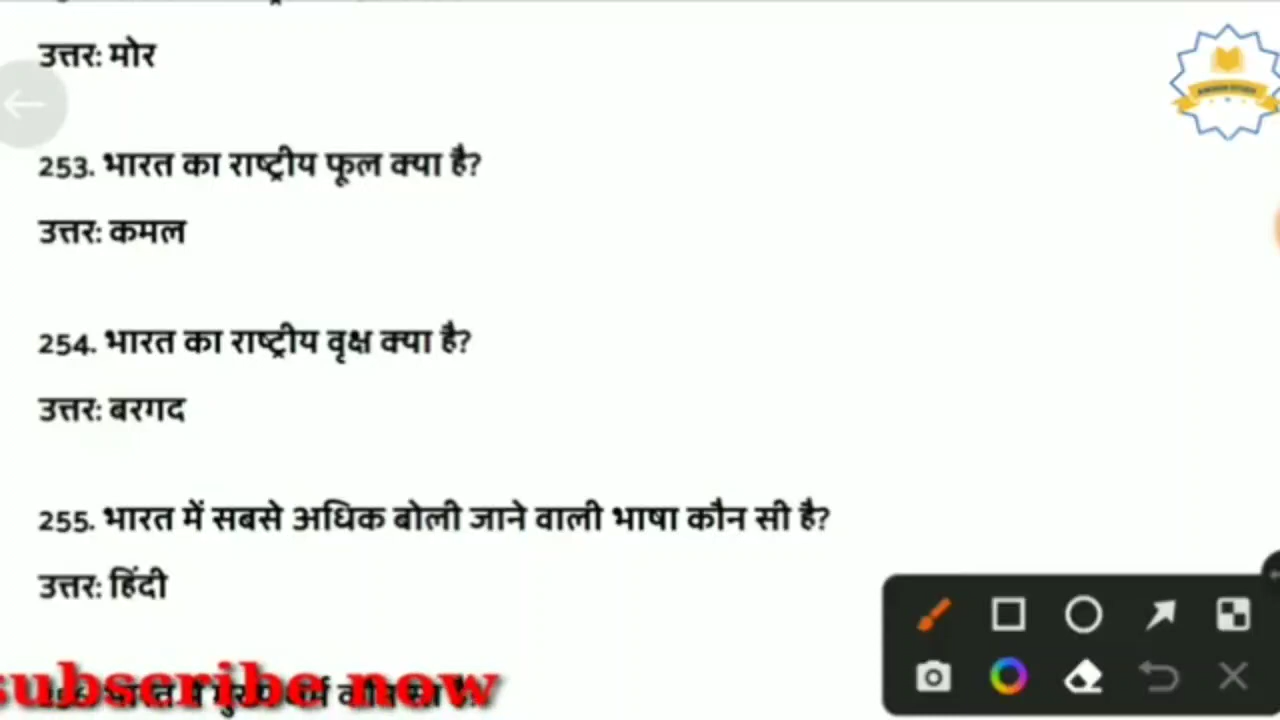 उत्तर: मोर
253. भारत का राष्ट्रीय फूल क्या है?
उत्तर: कमल
254. भारत का राष्ट्रीय वृक्ष क्या है?
उत्तर: बरगद
255. भारत में सबसे अधिक बोली जाने वाली भाषा कौन सी है?
उत्तर: हिंदी
subscribe now